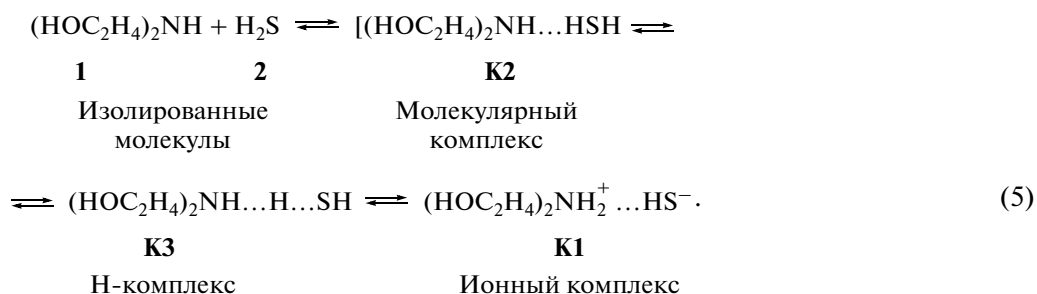 (HOC₂H₄)₂NH + H₂S ⇌ [(HOC₂H₄)₂NH…HSH ⇌
1 2 K2
Изолированные Молекулярный
молекулы комплекс
⇌ (HOC₂H₄)₂NH…H…SH ⇌ (HOC₂H₄)₂NH₂⁺…HS⁻. (5)
K3 K1
Н-комплекс Ионный комплекс